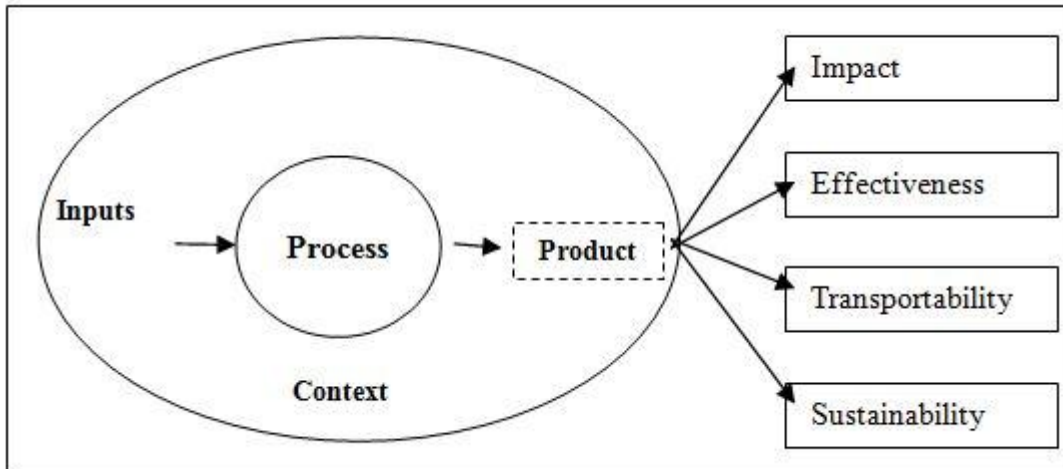 Inputs
Process
Product
Context
Impact
Effectiveness
Transportability
Sustainability